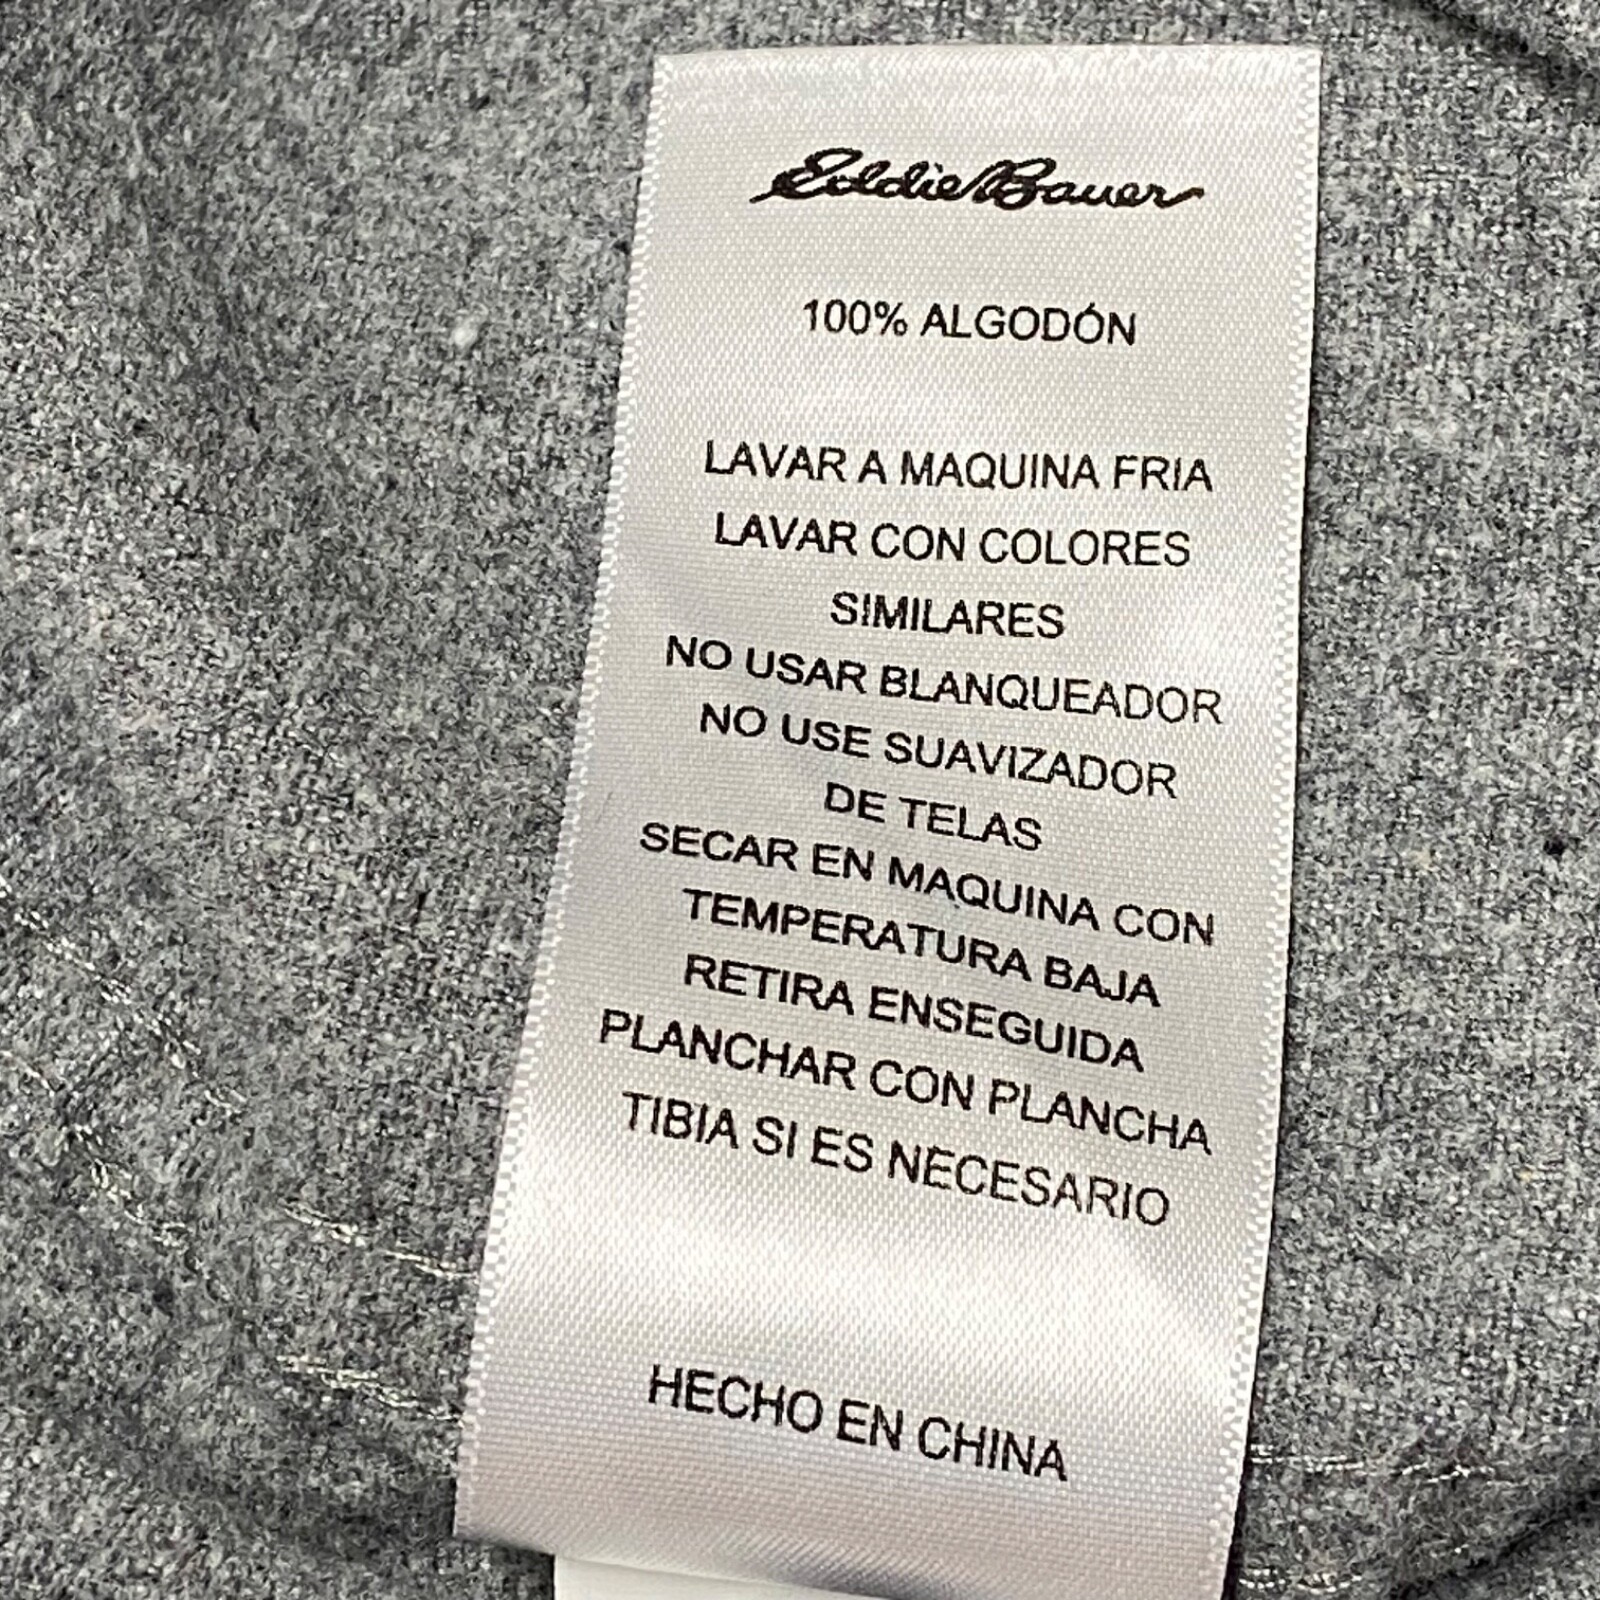 Eddie Bauer
100% ALGODÓN
LAVAR A MAQUINA FRIA
LAVAR CON COLORES
SIMILARES
NO USAR BLANQUEADOR
NO USE SUAVIZADOR
DE TELAS
SECAR EN MAQUINA CON
TEMPERATURA BAJA
RETIRA ENSEGUIDA
PLANCHAR CON PLANCHA
TIBIA SI ES NECESARIO
HECHO EN CHINA